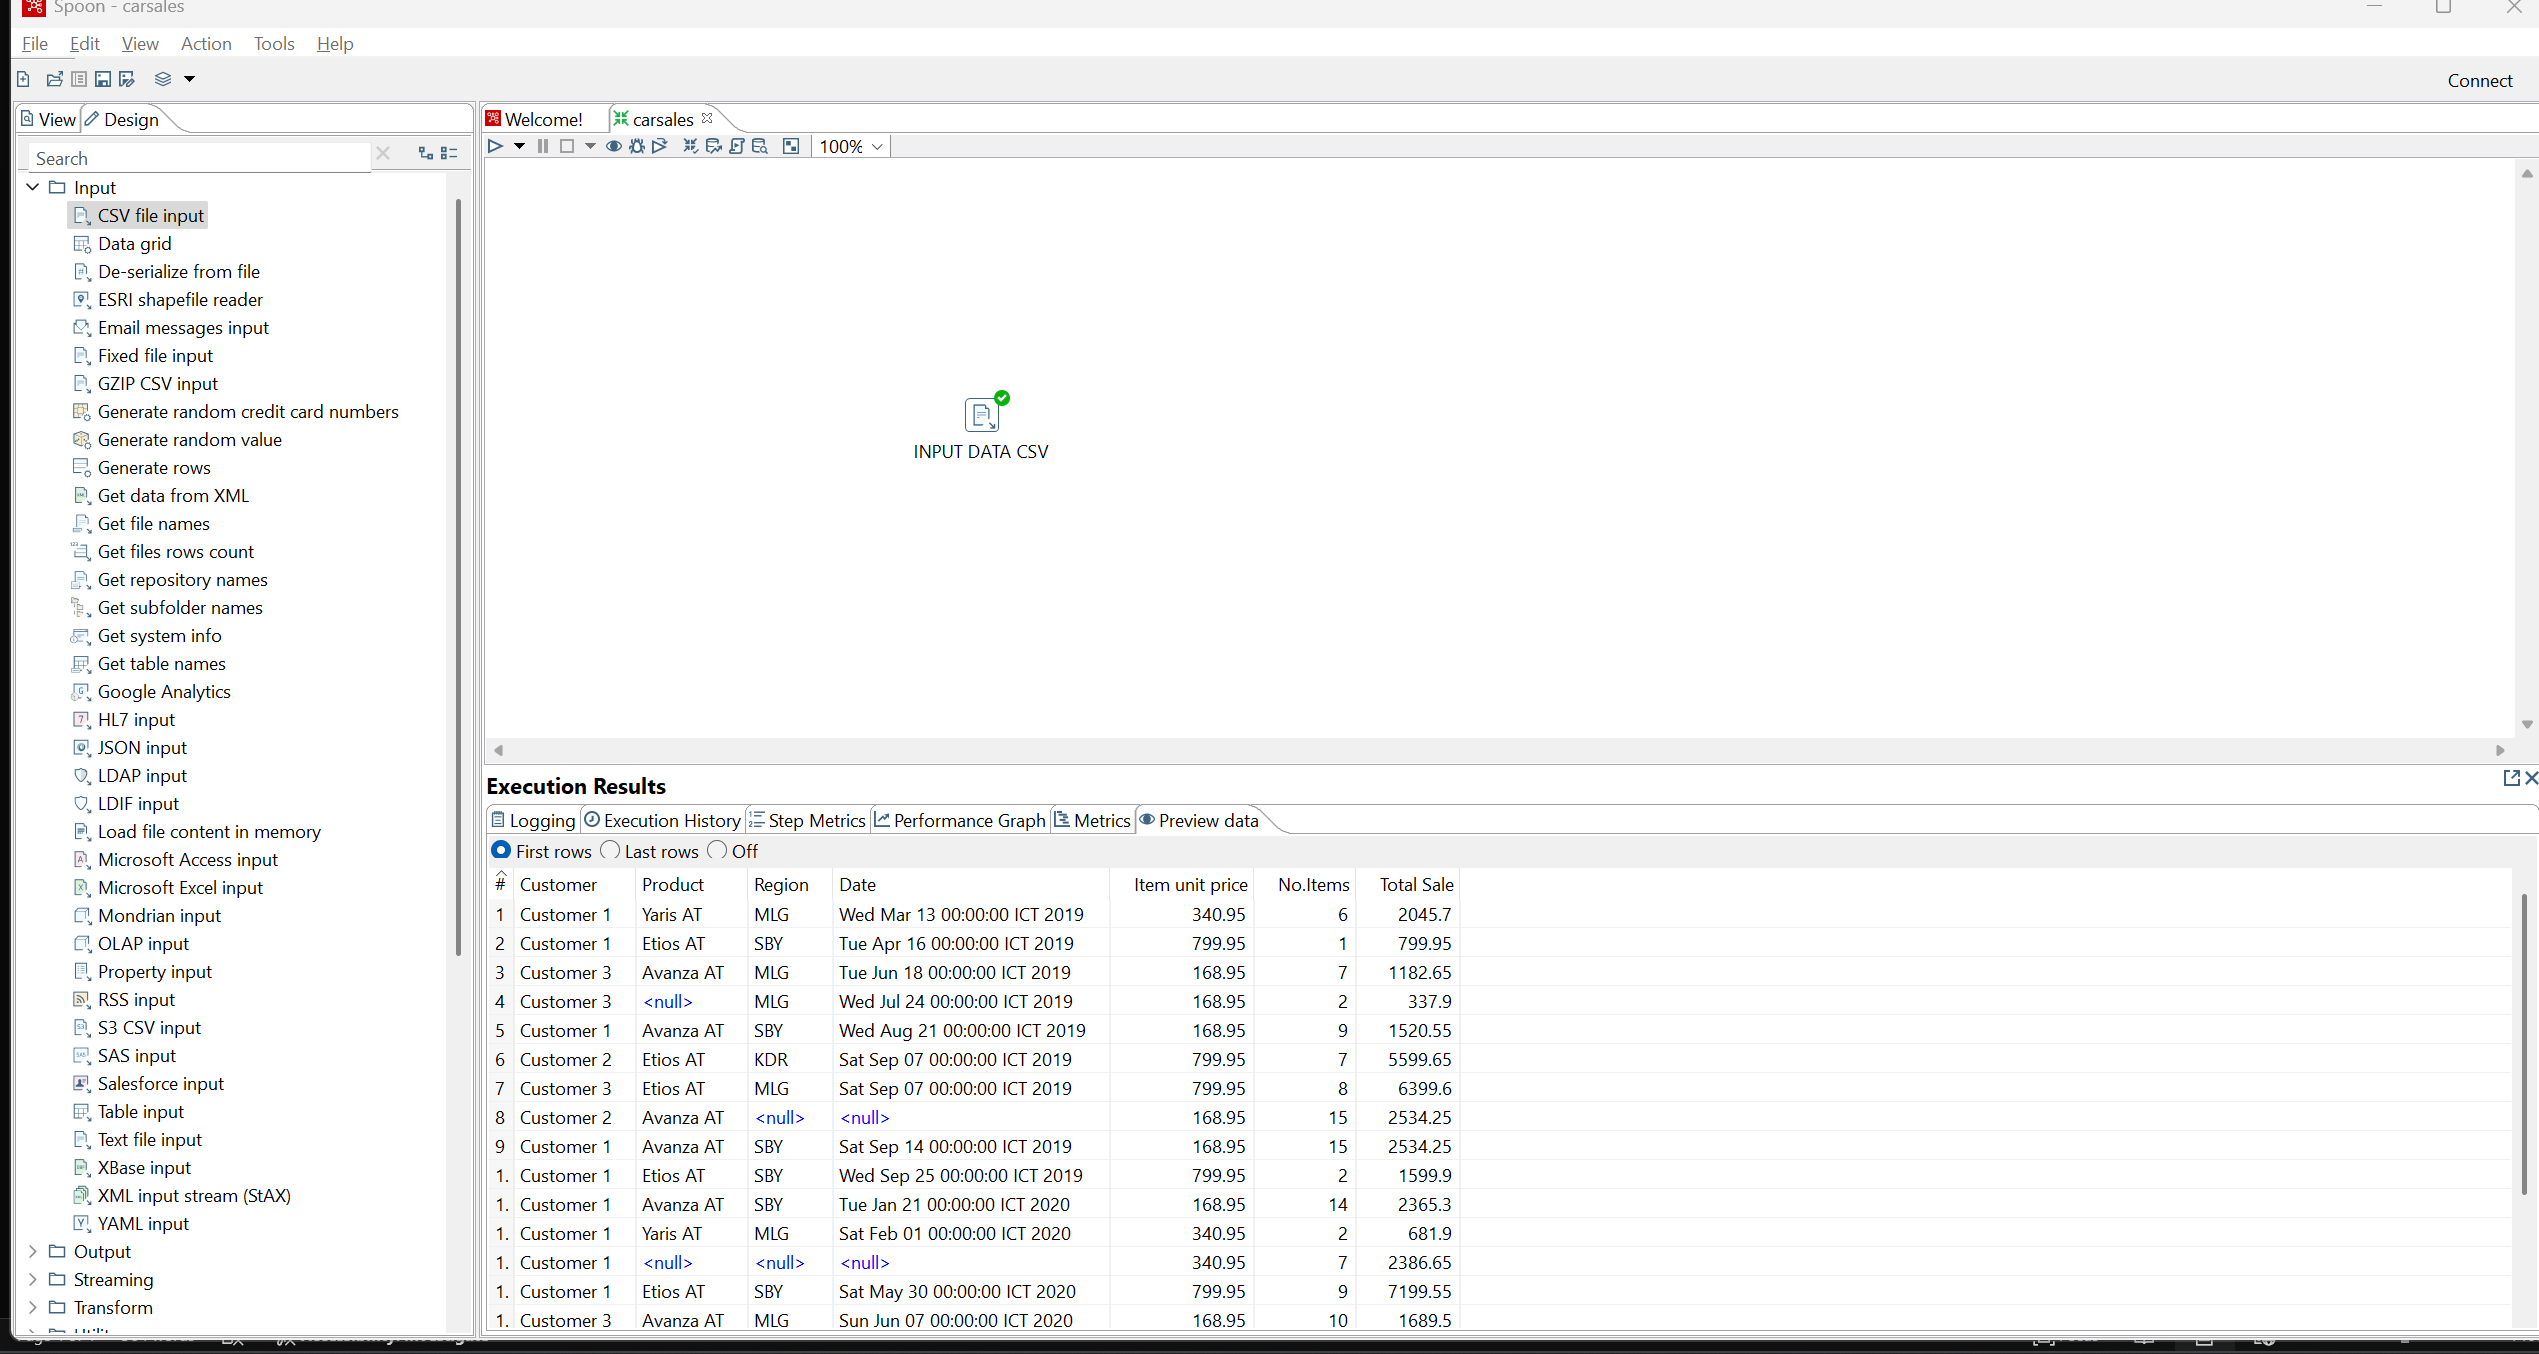 Spoon - carsales
File Edit View Action Tools Help
Connect
View Design
Search
Input
CSV file input
Data grid
De-serialize from file
ESRI shapefile reader
Email messages input
Fixed file input
GZIP CSV input
Generate random credit card numbers
Generate random value
Generate rows
Get data from XML
Get file names
Get files rows count
Get repository names
Get subfolder names
Get system info
Get table names
Google Analytics
HL7 input
JSON input
LDAP input
LDIF input
Load file content in memory
Microsoft Access input
Microsoft Excel input
Mondrian input
OLAP input
Property input
RSS input
S3 CSV input
SAS input
Salesforce input
Table input
Text file input
XBase input
XML input stream (StAX)
YAML input
Output
Streaming
Transform
Welcome! carsales
100%
INPUT DATA CSV
Execution Results
Logging Execution History Step Metrics Performance Graph Metrics Preview data
First rows Last rows Off
# Customer Product Region Date Item unit price No.Items Total Sale
1 Customer 1 Yaris AT MLG Wed Mar 13 00:00:00 ICT 2019 340.95 6 2045.7
2 Customer 1 Etios AT SBY Tue Apr 16 00:00:00 ICT 2019 799.95 1 799.95
3 Customer 3 Avanza AT MLG Tue Jun 18 00:00:00 ICT 2019 168.95 7 1182.65
4 Customer 3 <null> MLG Wed Jul 24 00:00:00 ICT 2019 168.95 2 337.9
5 Customer 1 Avanza AT SBY Wed Aug 21 00:00:00 ICT 2019 168.95 9 1520.55
6 Customer 2 Etios AT KDR Sat Sep 07 00:00:00 ICT 2019 799.95 7 5599.65
7 Customer 3 Etios AT MLG Sat Sep 07 00:00:00 ICT 2019 799.95 8 6399.6
8 Customer 2 Avanza AT <null> <null> 168.95 15 2534.25
9 Customer 1 Avanza AT SBY Sat Sep 14 00:00:00 ICT 2019 168.95 15 2534.25
1. Customer 1 Etios AT SBY Wed Sep 25 00:00:00 ICT 2019 799.95 2 1599.9
1. Customer 1 Avanza AT SBY Tue Jan 21 00:00:00 ICT 2020 168.95 14 2365.3
1. Customer 1 Yaris AT MLG Sat Feb 01 00:00:00 ICT 2020 340.95 2 681.9
1. Customer 1 <null> <null> <null> 340.95 7 2386.65
1. Customer 1 Etios AT SBY Sat May 30 00:00:00 ICT 2020 799.95 9 7199.55
1. Customer 3 Avanza AT MLG Sun Jun 07 00:00:00 ICT 2020 168.95 10 1689.5